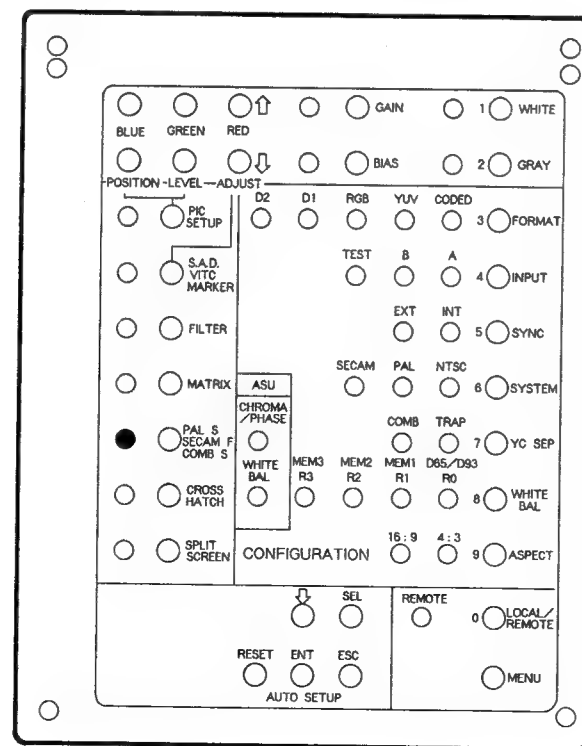 GAIN 1 WHITE
BLUE GREEN RED
BIAS 2 GRAY
POSITION - LEVEL — ADJUST
D2 D1 RGB YUV CODED
PIC SETUP
3 FORMAT
TEST B A
S.A.D. VITC MARKER
4 INPUT
EXT INT
FILTER
5 SYNC
SECAM PAL NTSC
MATRIX
ASU
6 SYSTEM
CHROMA /PHASE
COMB TRAP
PAL S
SECAM F
COMB S
7 YC SEP
WHITE BAL
MEM3 MEM2 MEM1 D65/D93
R3 R2 R1 R0
CROSS HATCH
8 WHITE BAL
16:9 4:3
SPLIT SCREEN
CONFIGURATION
9 ASPECT
SEL
REMOTE
0 LOCAL/ REMOTE
RESET ENT ESC
MENU
AUTO SETUP